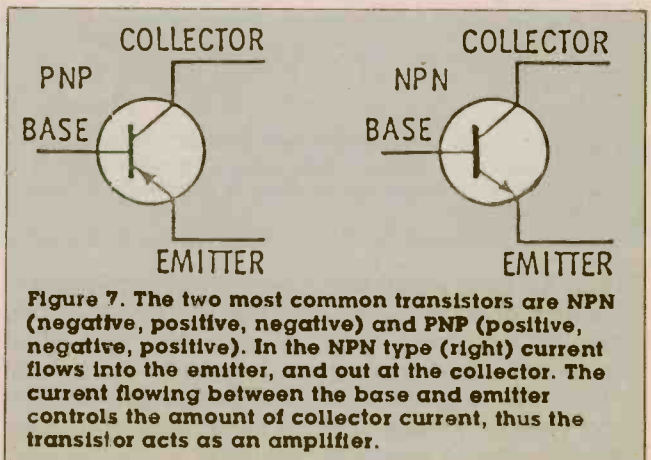 COLLECTOR
PNP
BASE
EMITTER
COLLECTOR
NPN
BASE
EMITTER
Figure 7. The two most common transistors are NPN
(negative, positive, negative) and PNP (positive,
negative, positive). In the NPN type (right) current
flows into the emitter, and out at the collector. The
current flowing between the base and emitter
controls the amount of collector current, thus the
transistor acts as an amplifier.